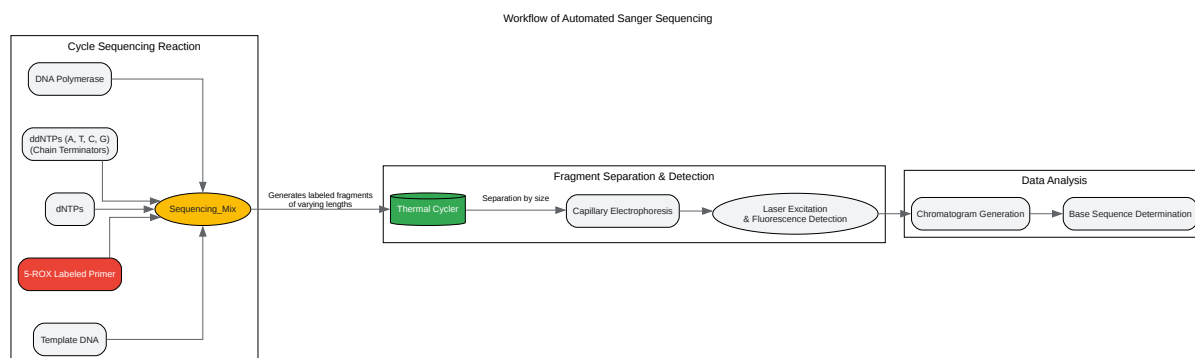 Workflow of Automated Sanger Sequencing
Cycle Sequencing Reaction
DNA Polymerase
ddNTPs (A, T, C, G)
(Chain Terminators)
dNTPs
Sequencing_Mix
5-ROX Labeled Primer
Template DNA
Generates labeled fragments
of varying lengths
Fragment Separation & Detection
Thermal Cycler
Separation by size
Capillary Electrophoresis
Laser Excitation
& Fluorescence Detection
Data Analysis
Chromatogram Generation
Base Sequence Determination